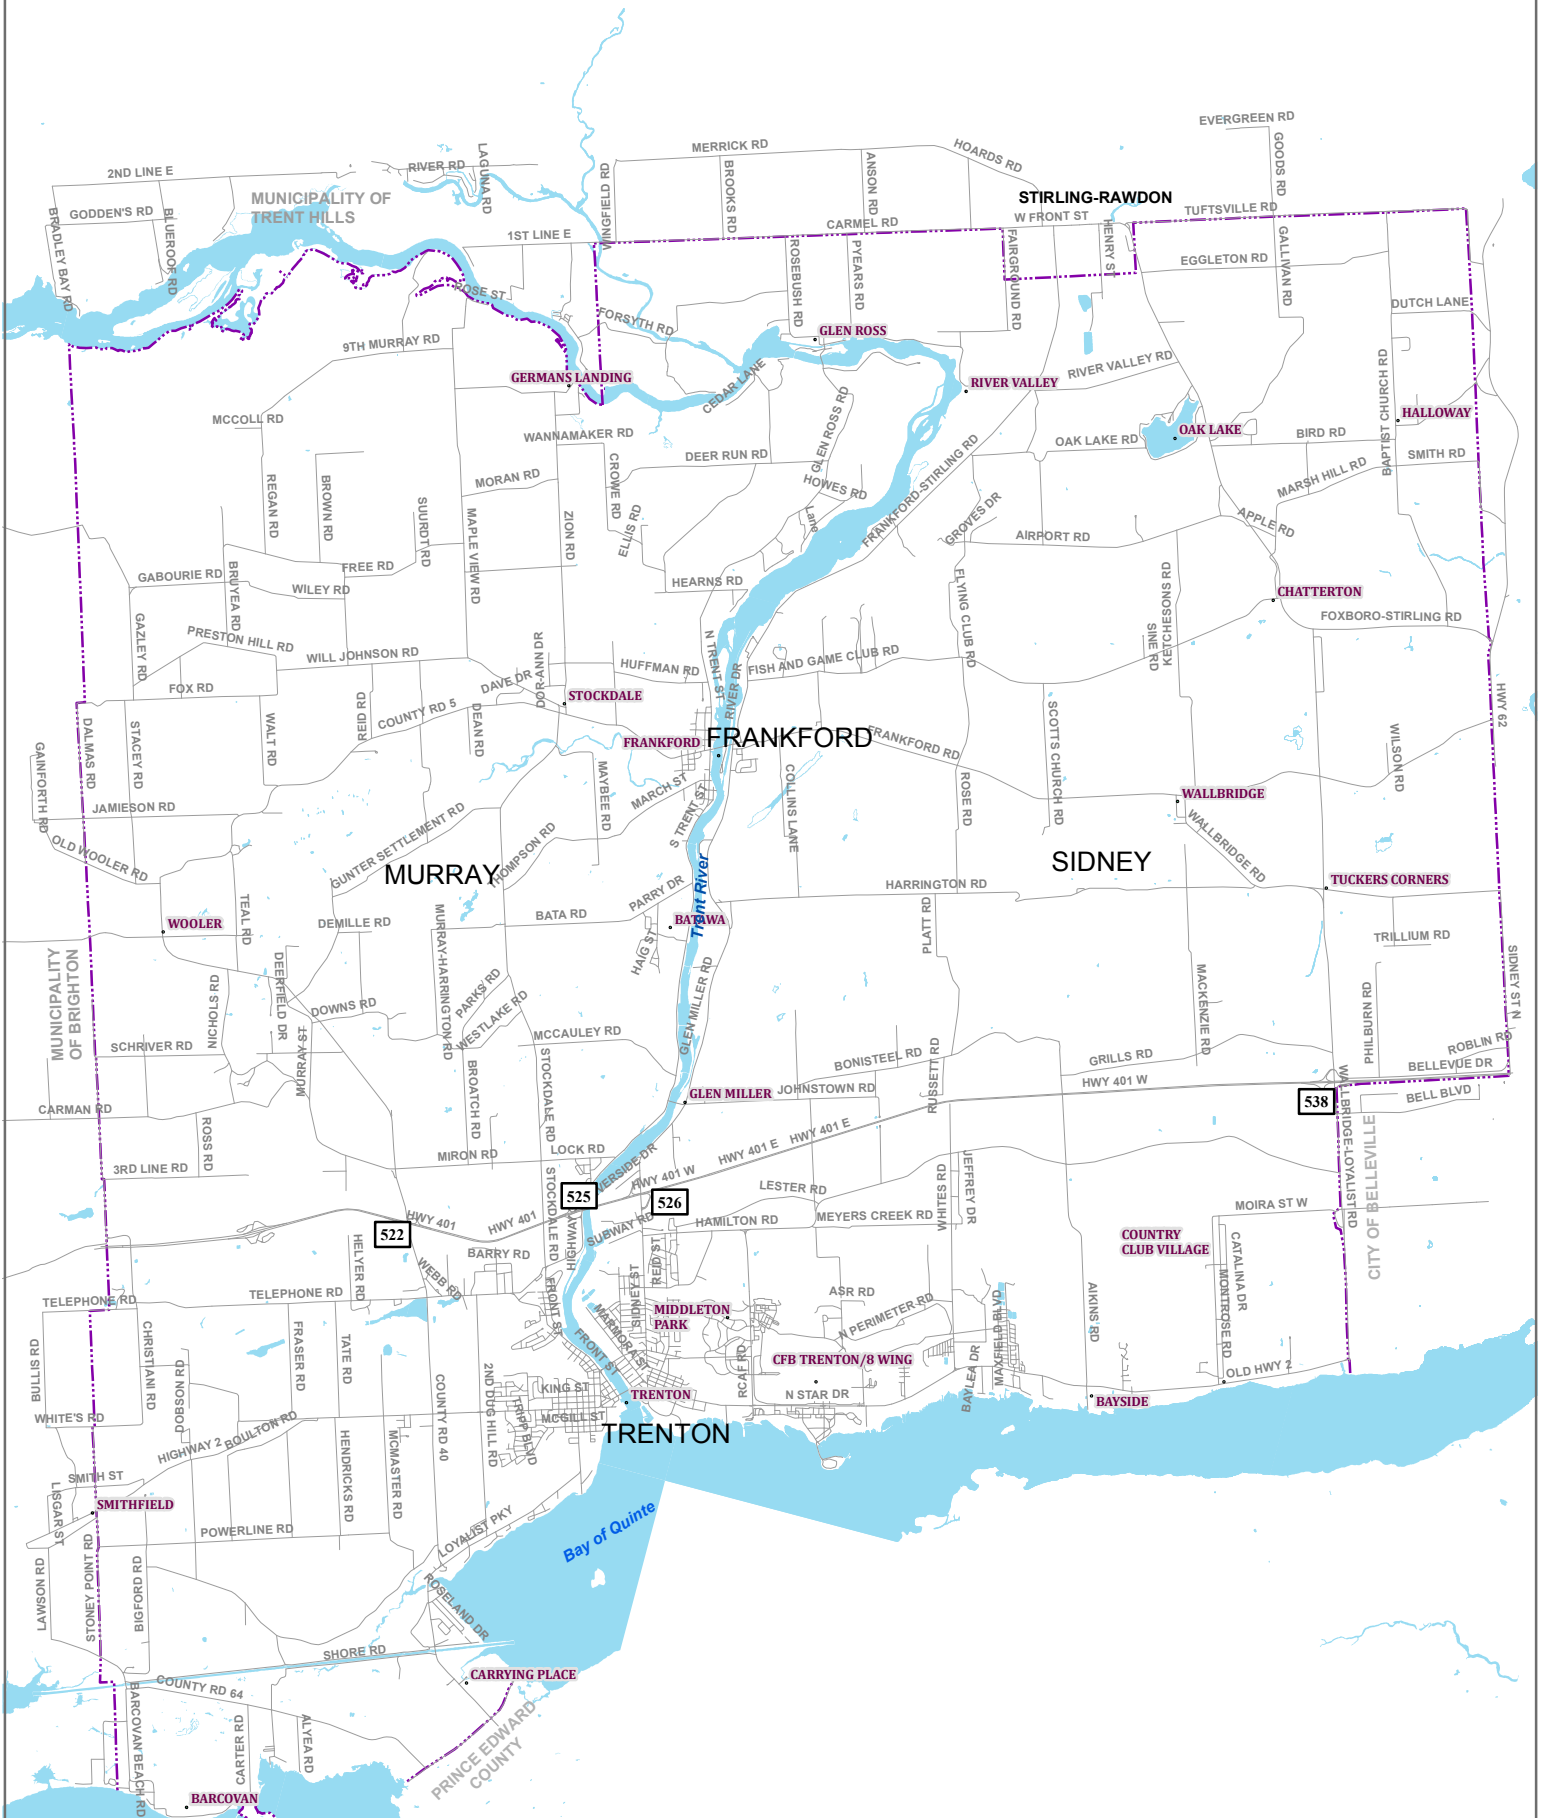 EVERGREEN RD
MERRICK RD
HOARDS RD
GOODS RD
LAGUNA RD
RIVER RD
2ND LINE E
WINGFIELD RD
BROOKS RD
ANSON RD
STIRLING-RAWDON
MUNICIPALITY OF
TRENT HILLS
GODDEN'S RD
BLUEROOF RD
BRADLEY BAY RD
TUFTSVILLE RD
W FRONT ST
HENRY ST
CARMEL RD
1ST LINE E
FAIRGROUND RD
ROSEBUSH RD
PYEARS RD
GALLIVAN RD
EGGLETON RD
ROSE ST
DUTCH LANE
FORSYTH RD
GLEN ROSS
9TH MURRAY RD
RIVER VALLEY RD
BAPTIST CHURCH RD
GERMANS LANDING
CEDAR LANE
RIVER VALLEY
GLEN ROSS RD
MCCOLL RD
HALLOWAY
WANNAMAKER RD
OAK LAKE RD
OAK LAKE
BIRD RD
DEER RUN RD
SMITH RD
CROWE RD
MORAN RD
HOWES RD
FRANKFORD-STIRLING RD
MARSH HILL RD
REGAN RD
BROWN RD
SUURDT RD
MAPLE VIEW RD
ZION RD
ELLIS RD
Lane
GROVES DR
APPLE RD
AIRPORT RD
FREE RD
GABOURIE RD
BRUYEA RD
WILEY RD
HEARNS RD
FLYING CLUB RD
KITCHESONS RD
CHATTERTON
GAZLEY RD
PRESTON HILL RD
SINE RD
FOXBORO-STIRLING RD
WILL JOHNSON RD
DOR-ANN DR
HUFFMAN RD
N TRENT ST
RIVER DR
FISH AND GAME CLUB RD
FOX RD
DAVE DR
STOCKDALE
HWY 62
DALMAS RD
STACEY RD
WALT RD
REID RD
COUNTY RD 5
DEAN RD
FRANKFORD
FRANKFORD
FRANKFORD RD
SCOTTS CHURCH RD
WILSON RD
GAINFORTH RD
MAYBEE RD
MARCH ST
COLLINS LANE
ROSE RD
WALLBRIDGE
JAMIESON RD
S TRENT ST
WALLBRIDGE RD
OLD WOOLER RD
GUNTER SETTLEMENT RD
THOMPSON RD
MURRAY
SIDNEY
Trent River
PARRY DR
HARRINGTON RD
TUCKERS CORNERS
TEAL RD
WOOLER
DEMILLE RD
MURRAY-HARRINGTON RD
BATA RD
BATAWA
PLATT RD
TRILLIUM RD
HAIG ST
MUNICIPALITY
OF BRIGHTON
NICHOLS RD
DEERFIELD DR
DOWNS RD
PARKS RD
WESTLAKE RD
GLEN MILLER RD
MACKENZIE RD
PHILBURN RD
SIDNEY ST N
SCHRIVER RD
MURRAY ST
MCCAULEY RD
BONISTEEL RD
RUSSETT RD
GRILLS RD
ROBLIN RD
BELLEVUE DR
BROATCH RD
STOCKDALE RD
GLEN MILLER
JOHNSTOWN RD
HWY 401 W
538
BELL BLVD
CARMAN RD
ROSS RD
WALLBRIDGE-LOYALIST RD
CITY OF BELLEVILLE
MIRON RD
LOCK RD
HWY 401 E
HWY 401 E
3RD LINE RD
HWY 401 W
STOCKDALE RD
525
526
LESTER RD
WHITES RD
JEFFREY DR
MOIRA ST W
HWY 401
HWY 401
HIGHWAY
522
SUBWAY RD
HAMILTON RD
MEYERS CREEK RD
COUNTRY
CLUB VILLAGE
CATALINA DR
HELYER RD
WEBB RD
BARRY RD
REID ST
SIDNEY ST
MONTROSE RD
TELEPHONE RD
TELEPHONE RD
FRONT ST
MARMORA ST
MIDDLETON
PARK
ASR RD
N PERIMETER RD
MAXFIELD BLVD
AIKINS RD
BULLIS RD
CHRISTIANI RD
FRASER RD
TATE RD
FRONT ST
RCAF RD
CFB TRENTON/8 WING
BAYLEA DR
OLD HWY 2
DOBSON RD
COUNTY RD 40
2ND DUG HILL RD
KING ST
TRENTON
N STAR DR
BAYSIDE
WHITE'S RD
HIGHWAY 2
BOULTON RD
TRIPP BLVD
MCGILL ST
TRENTON
HENDRICKS RD
MCMASTER RD
SMITH ST
LISGAR ST
SMITHFIELD
POWERLINE RD
LOYALIST PKY
Bay of Quinte
LAWSON RD
STONEY POINT RD
BIGFORD RD
ROSELAND DR
SHORE RD
CARRYING PLACE
COUNTY RD 64
BARCOVAN BEACH RD
CARTER RD
ALYEA RD
PRINCE EDWARD
COUNTY
BARCOVAN